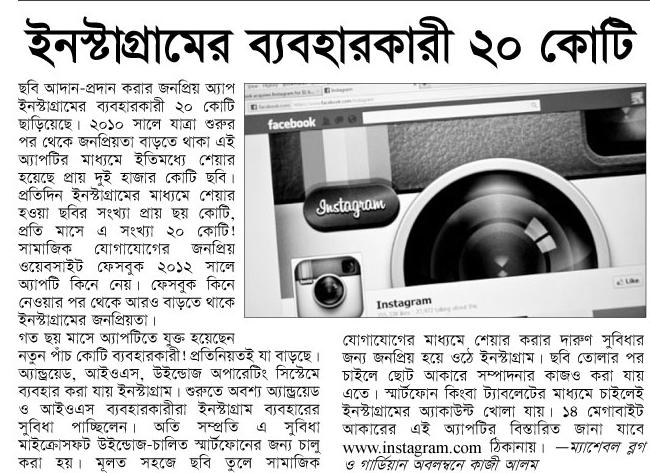 ইনস্টাগ্রামের ব্যবহারকারী ২০ কোটি
ছবি আদান-প্রদান করার জনপ্রিয় অ্যাপ
ইনস্টাগ্রামের ব্যবহারকারী ২০ কোটি
ছাড়িয়েছে। ২০১০ সালে যাত্রা শুরুর
পর থেকে জনপ্রিয়তা বাড়তে থাকা এই
অ্যাপটির মাধ্যমে ইতিমধ্যে শেয়ার
হয়েছে প্রায় দুই হাজার কোটি ছবি।
প্রতিদিন ইনস্টাগ্রামের মাধ্যমে শেয়ার
হওয়া ছবির সংখ্যা প্রায় ছয় কোটি,
প্রতি মাসে এ সংখ্যা ২০ কোটি!
সামাজিক যোগাযোগের জনপ্রিয়
ওয়েবসাইট ফেসবুক ২০১২ সালে
অ্যাপটি কিনে নেয়। ফেসবুক কিনে
নেওয়ার পর থেকে আরও বাড়তে থাকে
ইনস্টাগ্রামের জনপ্রিয়তা।
গত ছয় মাসে অ্যাপটিতে যুক্ত হয়েছেন
নতুন পাঁচ কোটি ব্যবহারকারী! প্রতিনিয়তই যা বাড়ছে।
অ্যান্ড্রয়েড, আইওএস, উইন্ডোজ অপারেটিং সিস্টেমে
ব্যবহার করা যায় ইনস্টাগ্রাম। শুরুতে অবশ্য অ্যান্ড্রয়েড
ও আইওএস ব্যবহারকারীরা ইনস্টাগ্রাম ব্যবহারের
সুবিধা পাচ্ছিলেন। অতি সম্প্রতি এ সুবিধা
মাইক্রোসফট উইন্ডোজ-চালিত স্মার্টফোনের জন্য চালু
করা হয়। মূলত সহজে ছবি তুলে সামাজিক
facebook
Instagram
Instagram
Like
যোগাযোগের মাধ্যমে শেয়ার করার দারুণ সুবিধার
জন্য জনপ্রিয় হয়ে ওঠে ইনস্টাগ্রাম। ছবি তোলার পর
চাইলে ছোট আকারে সম্পাদনার কাজও করা যায়
এতে। স্মার্টফোন কিংবা ট্যাবলেটের মাধ্যমে চাইলেই
ইনস্টাগ্রামের অ্যাকাউন্ট খোলা যায়। ১৪ মেগাবাইট
আকারের এই অ্যাপটির বিস্তারিত জানা যাবে
www.instagram.com ঠিকানায়। —ম্যাশেবল ব্লগ
ও গার্ডিয়ান অবলম্বনে কাজী আলম